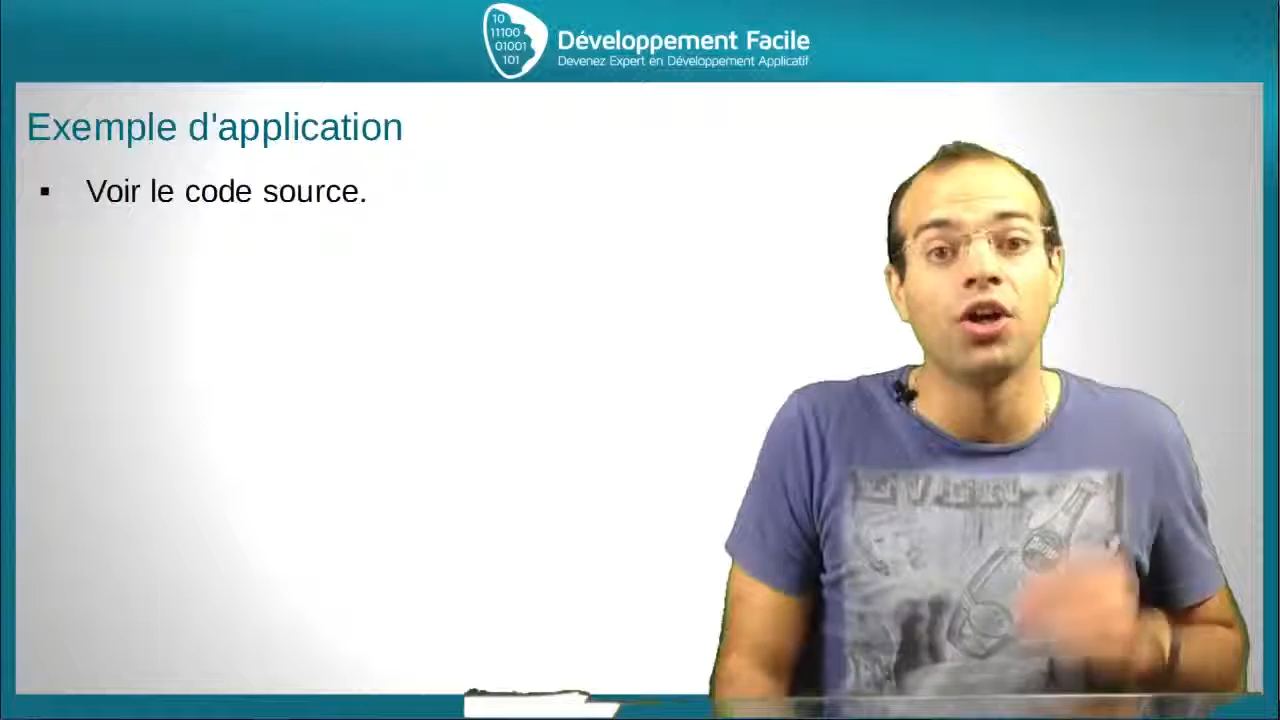 10
11100
01001
101
Développement Facile
Devenez Expert en Développement Applicatif
Exemple d'application
▪ Voir le code source.